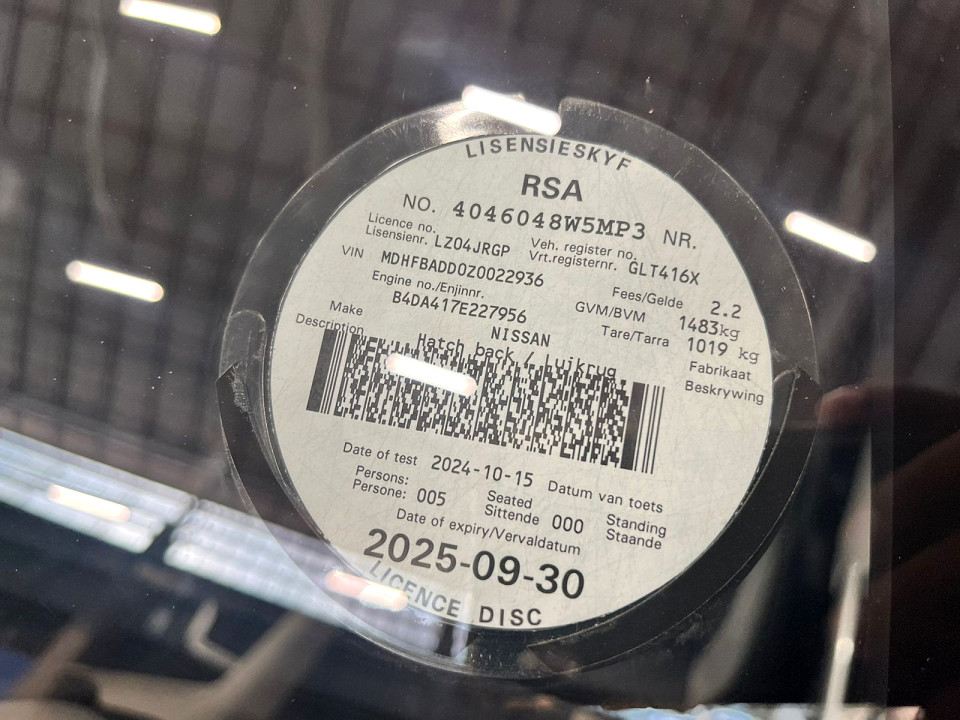 LISENSIESKYF
RSA
NO. 4046048W5MP3 NR.
Licence no. Lisensienr. LZ04JRGP Veh. register no. Vrt.registernr. GLT416X
VIN MDHFBADD0Z0022936 Fees/Gelde 2.2
Engine no./Enjinnr. GVM/BVM 1483kg
B4DA417E227956 Tare/Tarra 1019 kg
Make NISSAN Fabrikaat
Description Hatch back / Luikrug Beskrywing
Date of test 2024-10-15 Datum van toets
Persons: Persone: 005 Seated Sittende 000 Standing Staande
Date of expiry/Vervaldatum
2025-09-30
LICENCE DISC